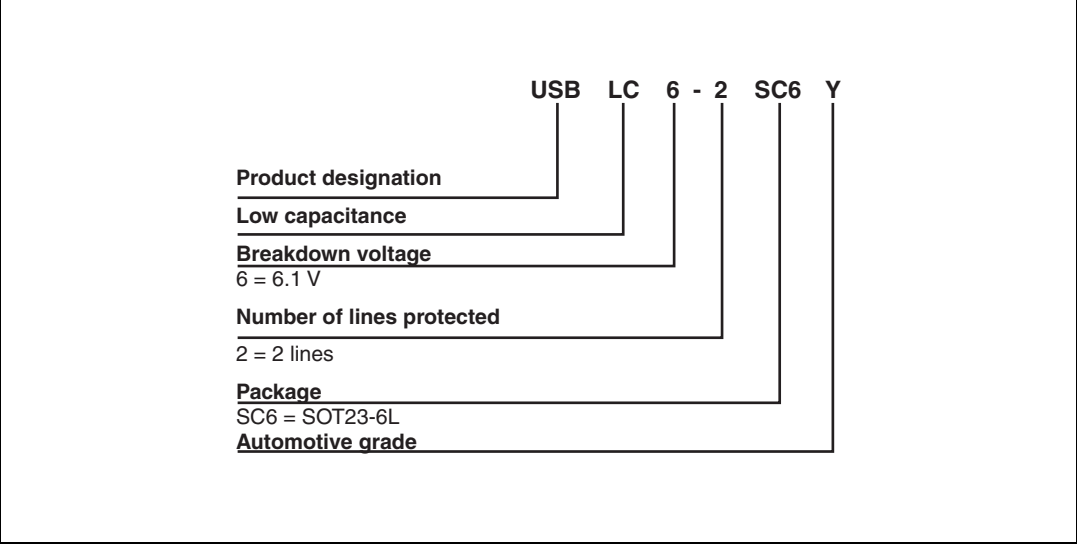 USB LC 6 - 2 SC6 Y
Product designation
Low capacitance
Breakdown voltage
6 = 6.1 V
Number of lines protected
2 = 2 lines
Package
SC6 = SOT23-6L
Automotive grade